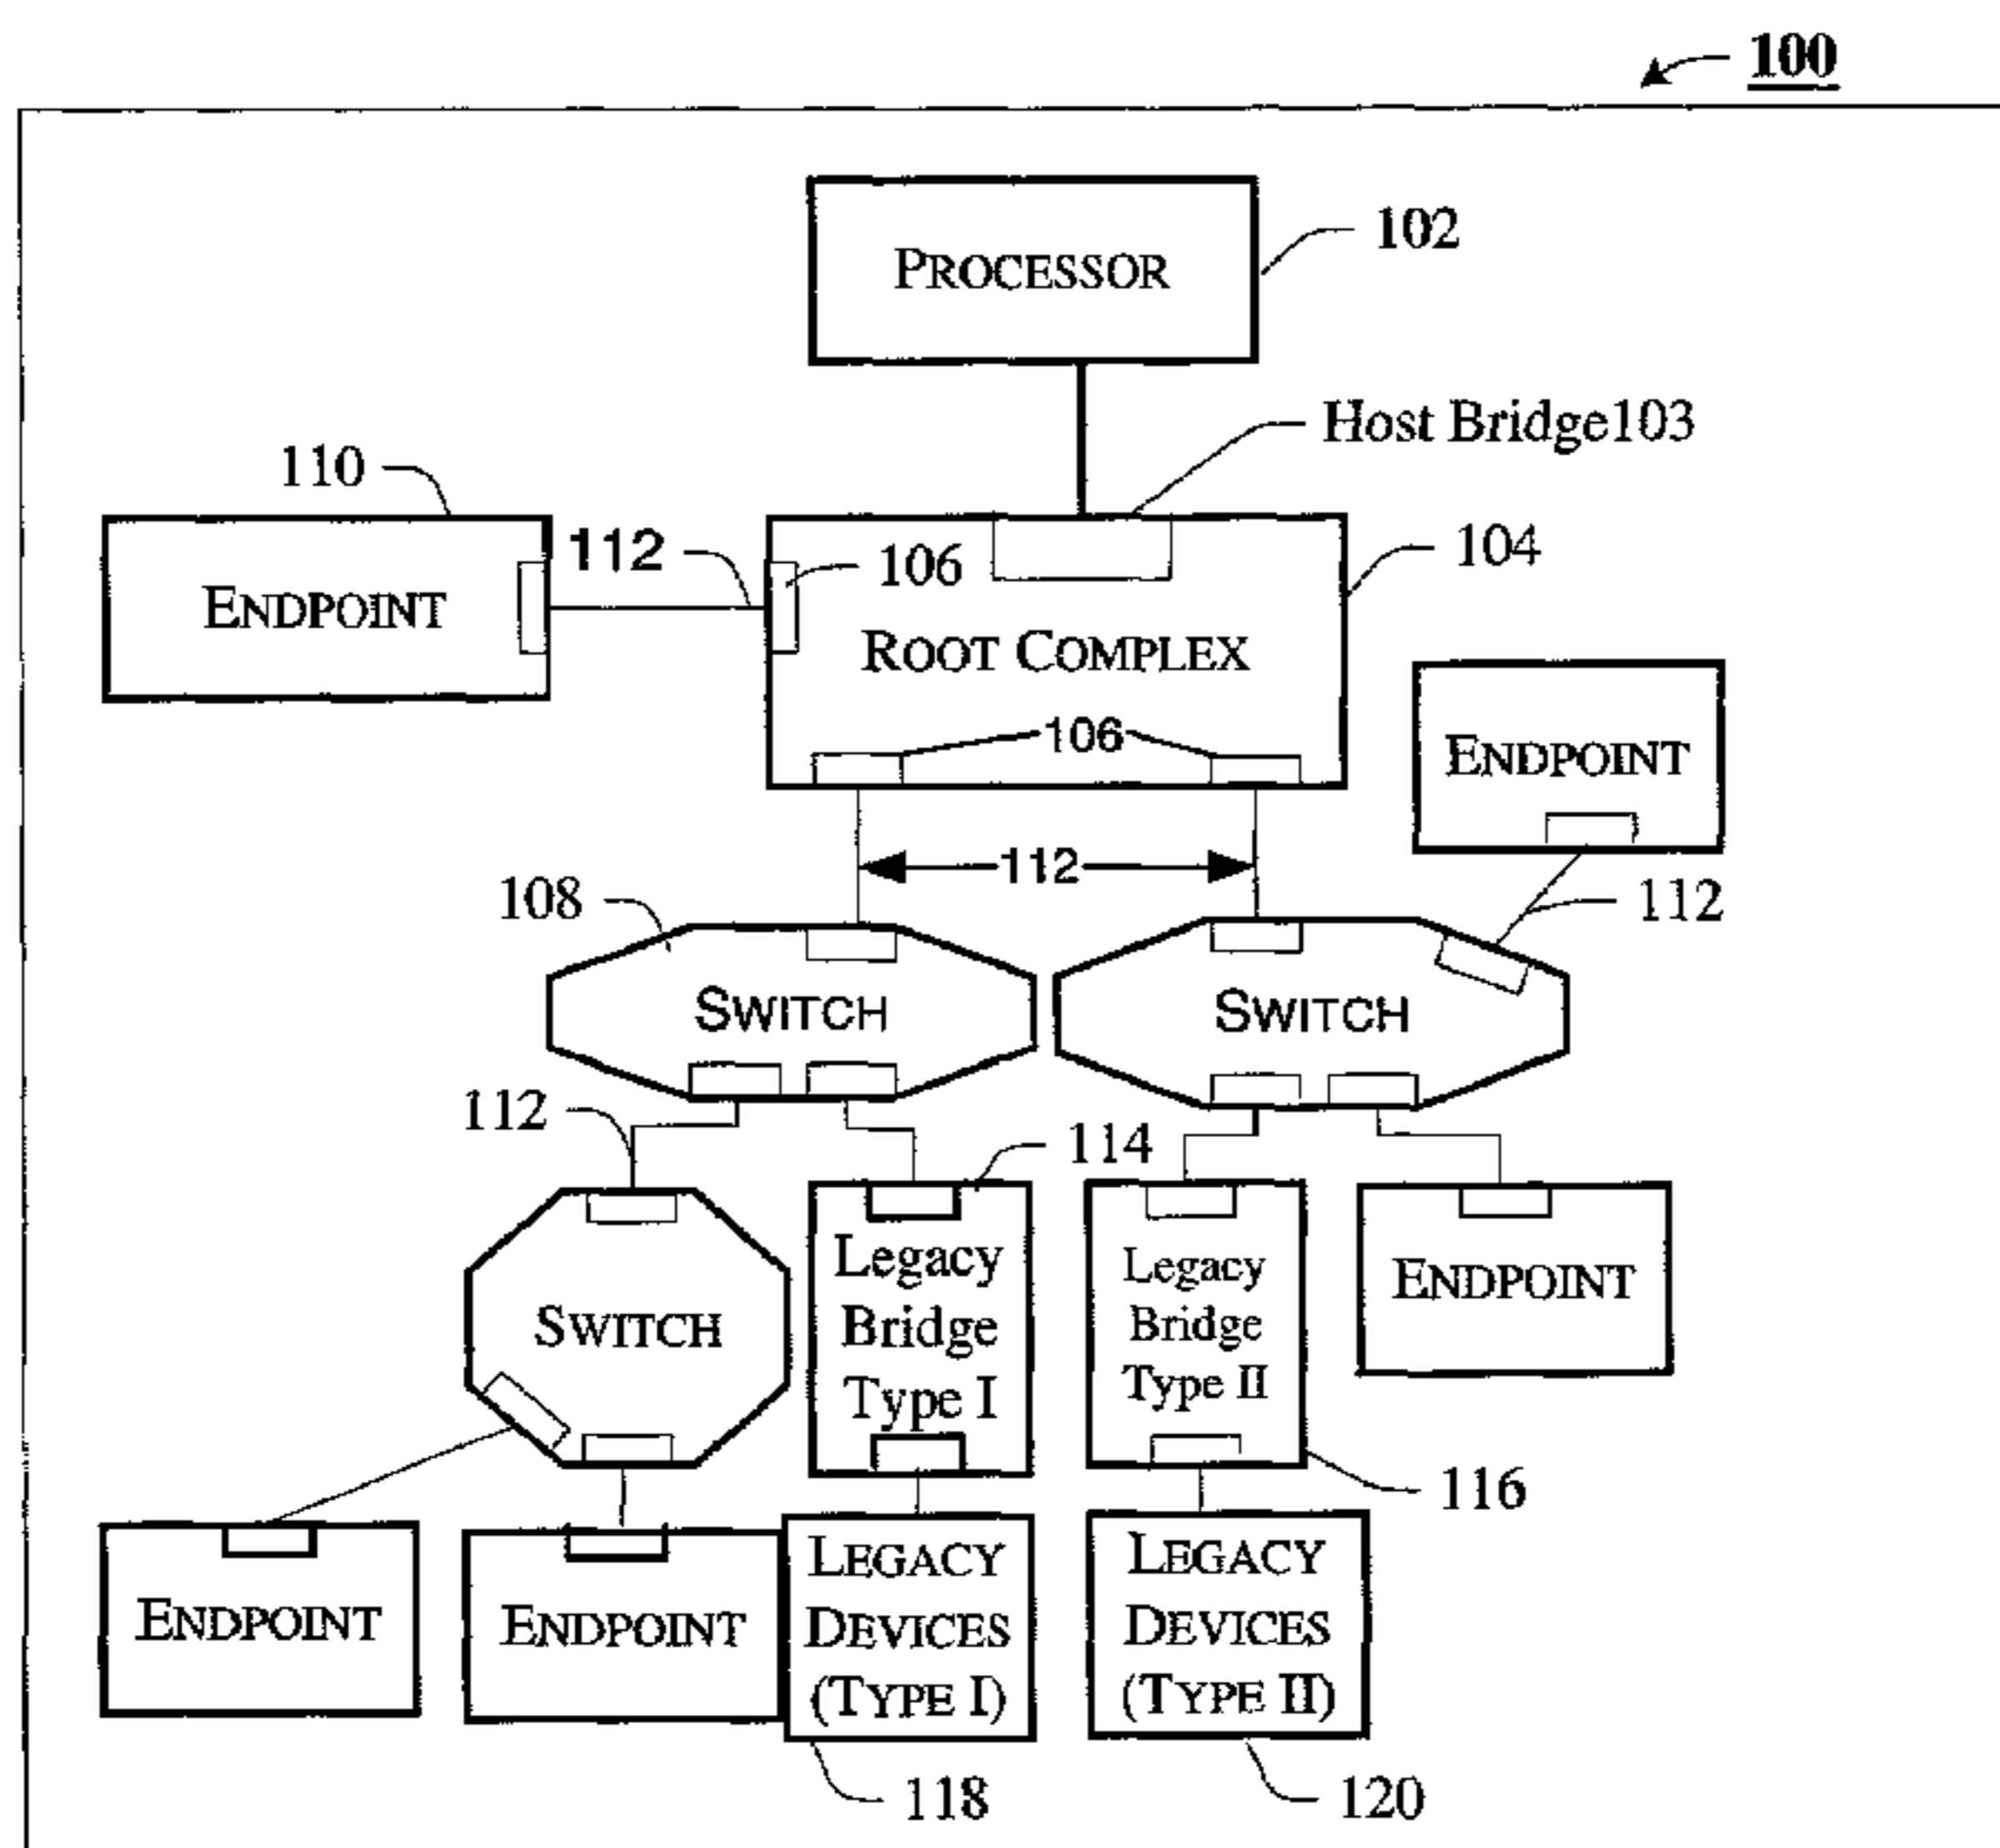 100
PROCESSOR
102
Host Bridge103
110
112
106
104
ENDPOINT
ROOT COMPLEX
106
ENDPOINT
112
108
112
SWITCH
SWITCH
112
114
Legacy
Bridge
Type I
Legacy
Bridge
Type II
ENDPOINT
SWITCH
116
ENDPOINT
ENDPOINT
LEGACY
DEVICES
(TYPE I)
LEGACY
DEVICES
(TYPE II)
118
120